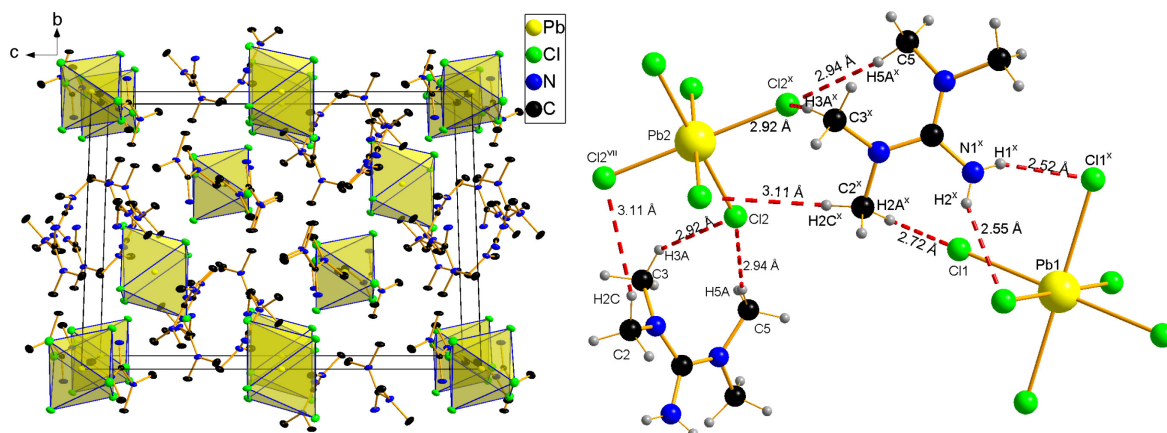 b
c
Pb
Cl
N
C
C5
2.94 Å
H5Aˣ
Cl2ˣ
H3Aˣ
C3ˣ
2.92 Å
Pb2
N1ˣ
H1ˣ
2.52 Å
Cl1ˣ
Cl2ⱽᴵᴵ
3.11 Å
C2ˣ
H2Aˣ
H2ˣ
H2Cˣ
2.55 Å
3.11 Å
Cl2
2.72 Å
2.92 Å
Cl1
Pb1
H3A
C3
2.94 Å
H2C
H5A
C5
C2